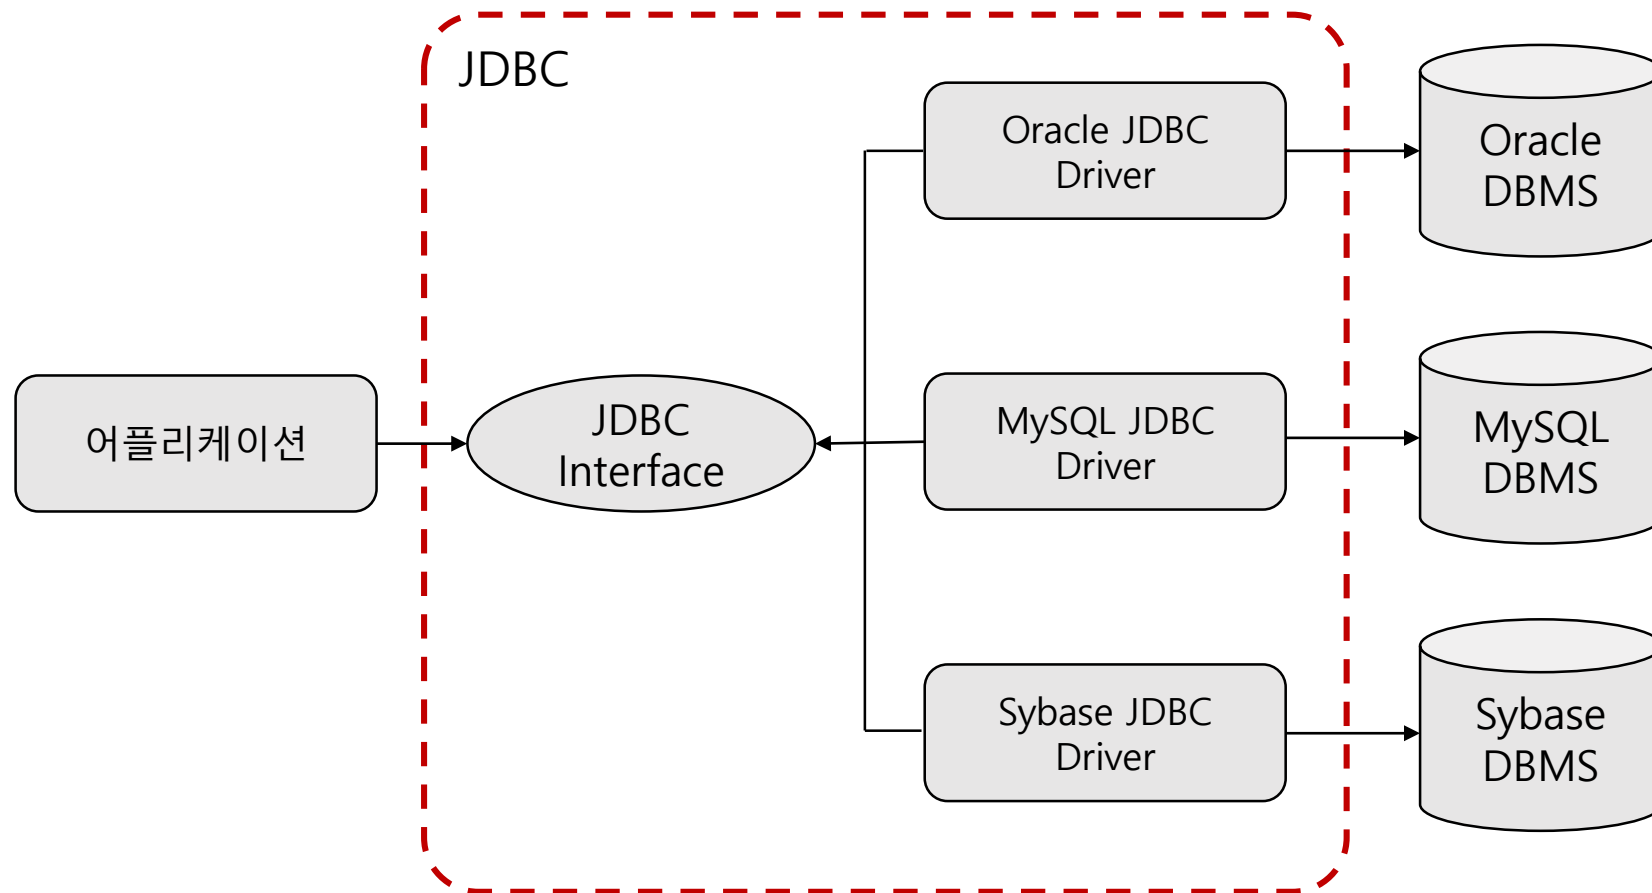 JDBC
Oracle JDBC
Driver
Oracle
DBMS
어플리케이션
JDBC
Interface
MySQL JDBC
Driver
MySQL
DBMS
Sybase JDBC
Driver
Sybase
DBMS